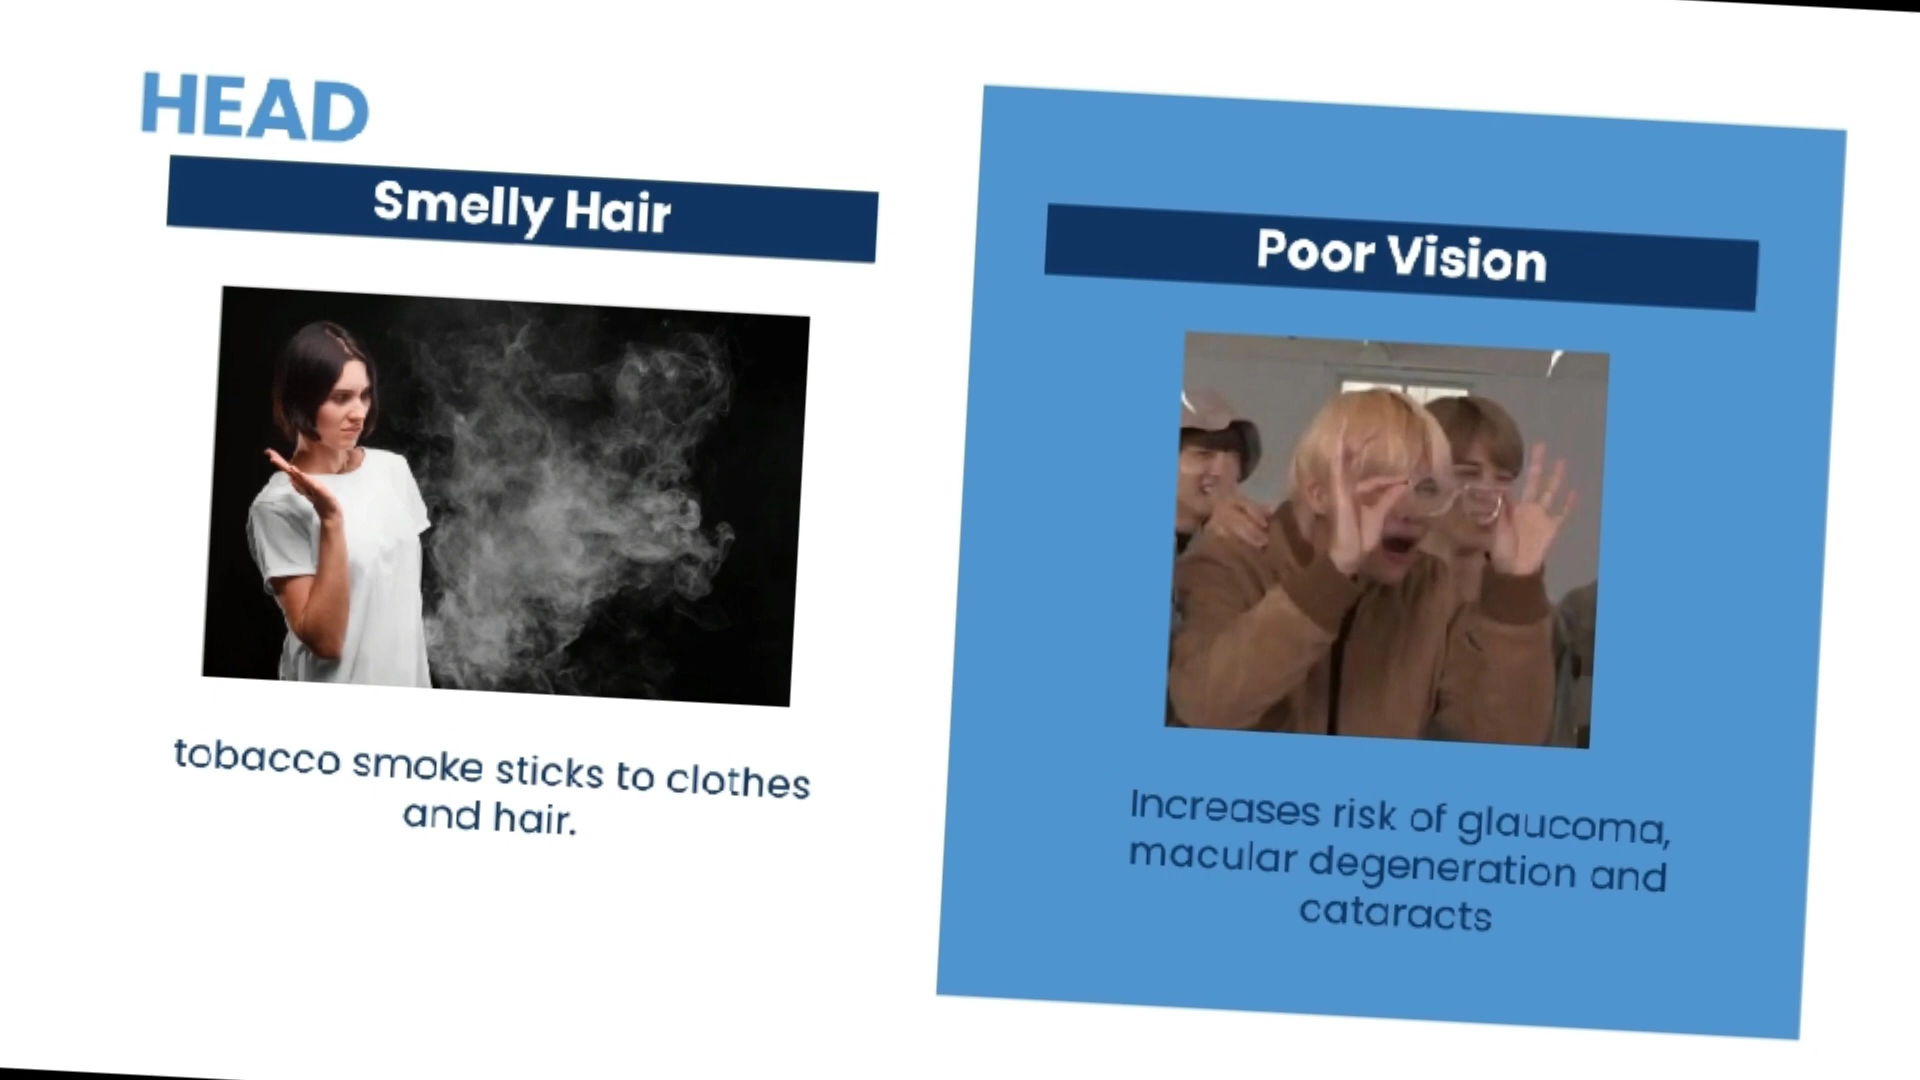 HEAD
Smelly Hair
tobacco smoke sticks to clothes
and hair.
Poor Vision
Increases risk of glaucoma,
macular degeneration and
cataracts